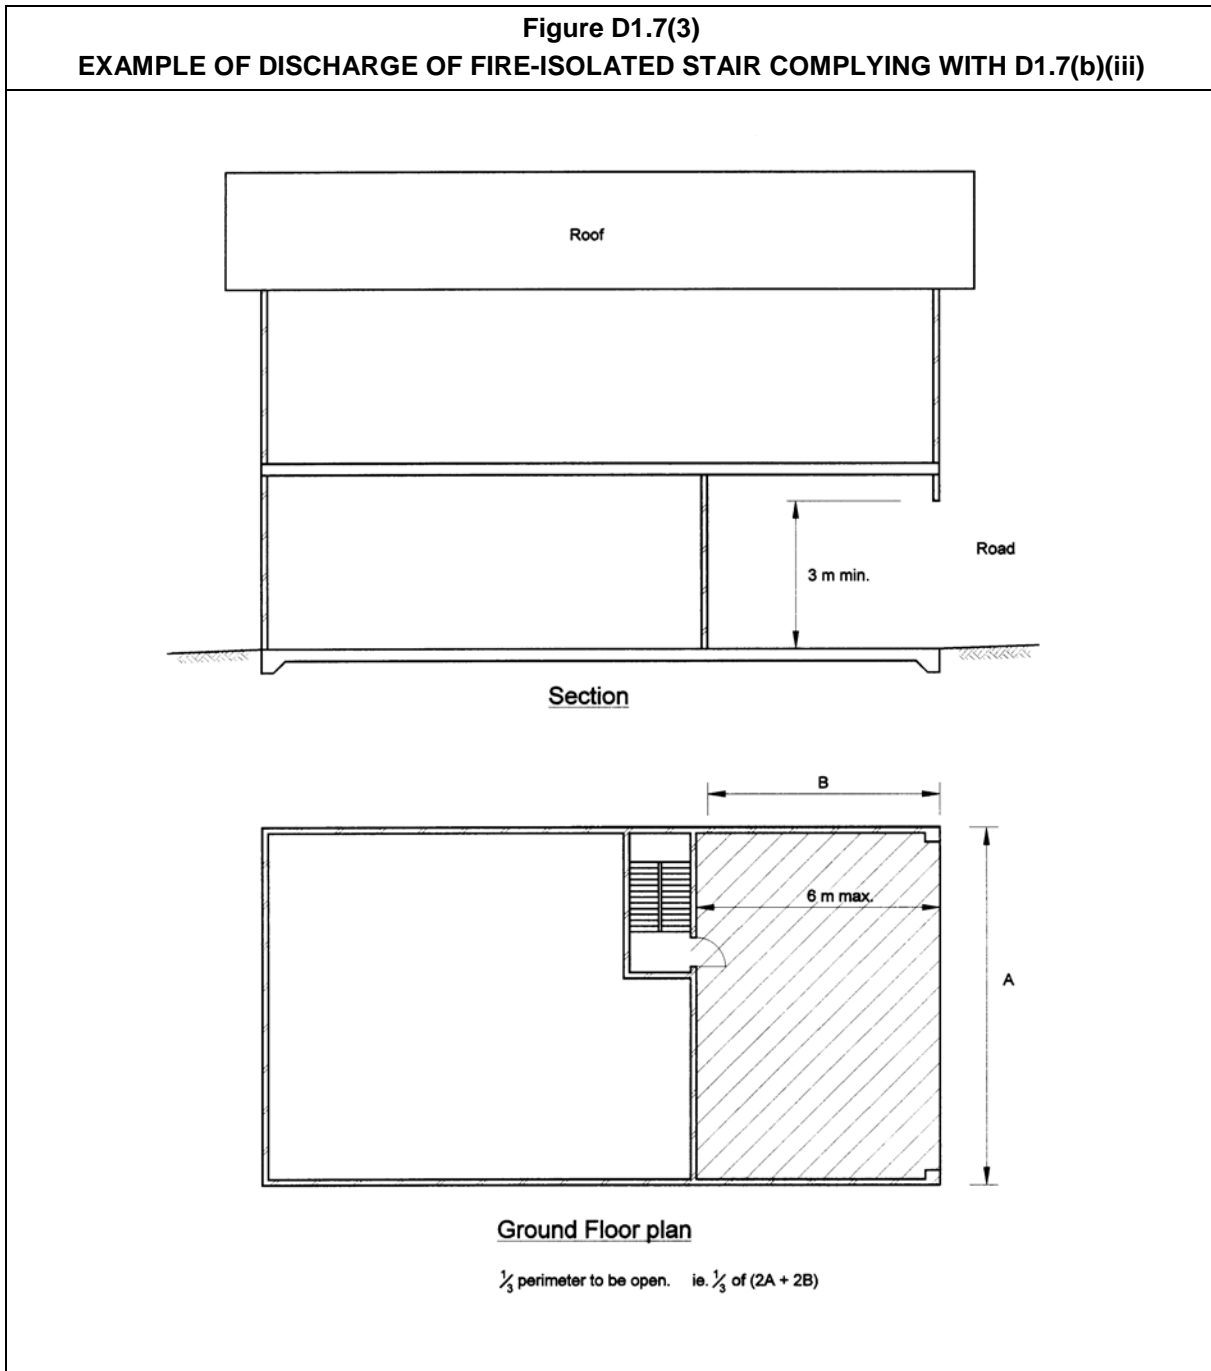 Figure D1.7(3)
EXAMPLE OF DISCHARGE OF FIRE-ISOLATED STAIR COMPLYING WITH D1.7(b)(iii)
Roof
Road
3 m min.
Section
B
6 m max.
A
Ground Floor plan
⅓ perimeter to be open. ie. ⅓ of (2A + 2B)